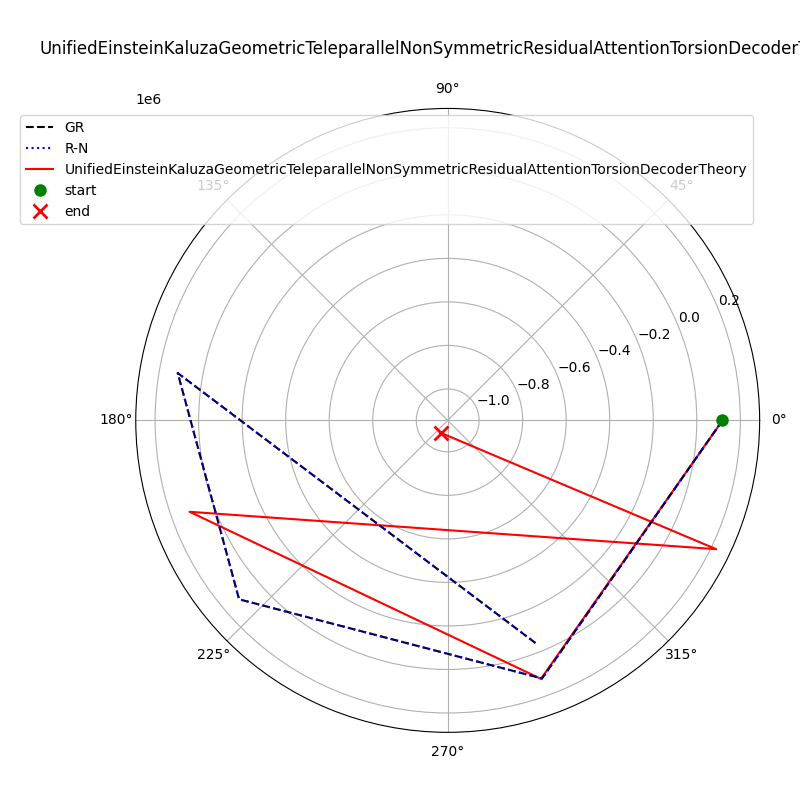 UnifiedEinsteinKaluzaGeometricTeleparallelNonSymmetricResidualAttentionTorsionDecoderT
90°
1e6
GR
R-N
UnifiedEinsteinKaluzaGeometricTeleparallelNonSymmetricResidualAttentionTorsionDecoderTheory
start
end
135°
45°
0.2
0.0
−0.2
−0.4
−0.6
−0.8
−1.0
180°
0°
225°
315°
270°